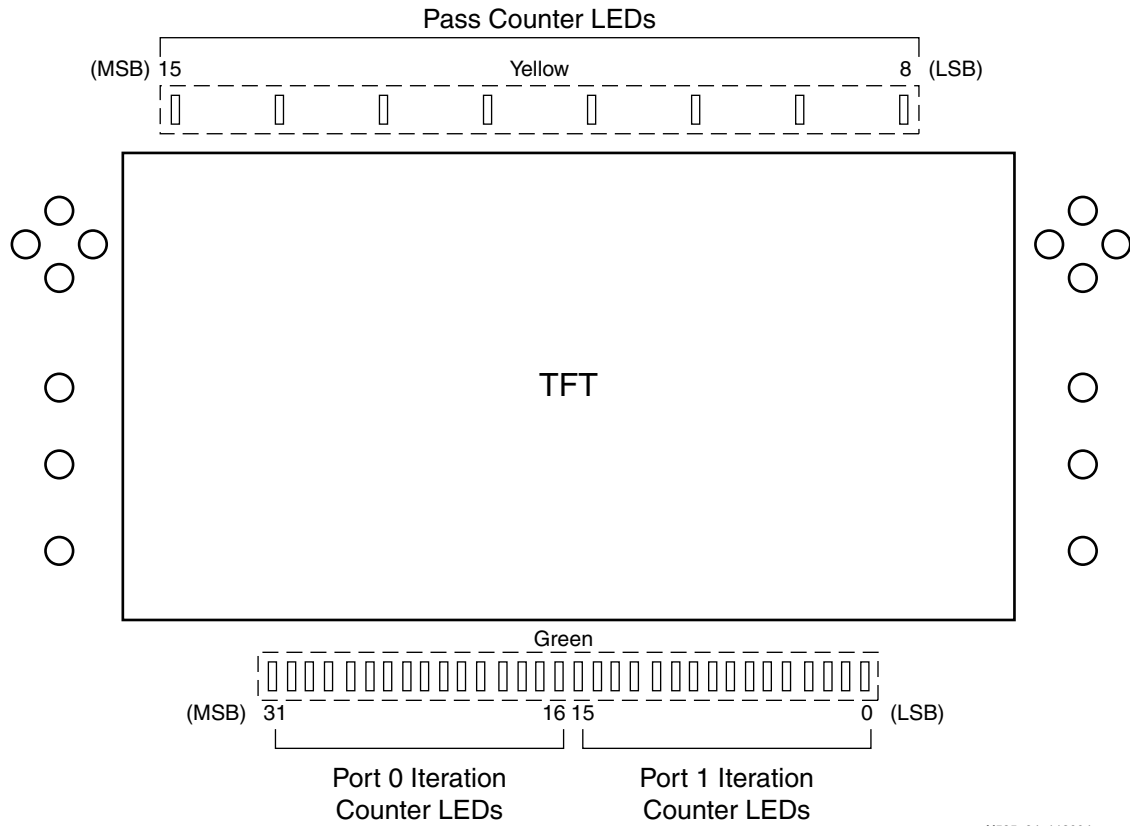 Pass Counter LEDs
(MSB) 15 Yellow 8 (LSB)
TFT
Green
(MSB) 31 16 15 0 (LSB)
Port 0 Iteration
Counter LEDs
Port 1 Iteration
Counter LEDs